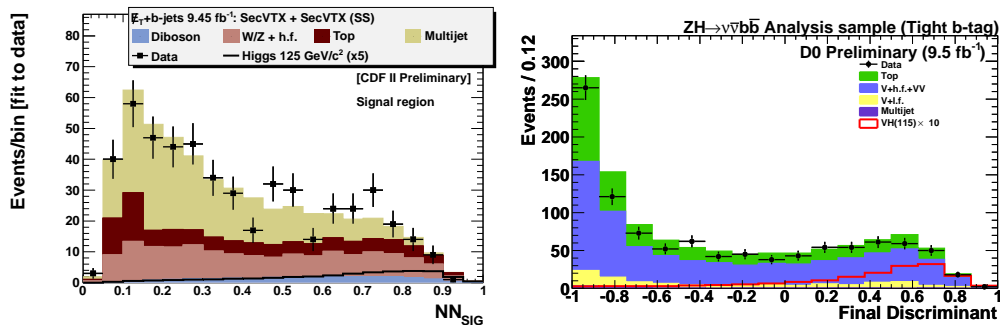 E̸T+b-jets 9.45 fb⁻¹: SecVTX + SecVTX (SS)
Diboson W/Z + h.f. Top Multijet
Data Higgs 125 GeV/c² (x5)
[CDF II Preliminary]
Signal region
Events/bin [fit to data]
0 10 20 30 40 50 60
0 0.1 0.2 0.3 0.4 0.5 0.6 0.7 0.8 0.9 1
NN_SIG
ZH→νν̄bb̄ Analysis sample (Tight b-tag)
D0 Preliminary (9.5 fb⁻¹)
Data
Top
V+h.f.+VV
V+l.f.
Multijet
VH(115)× 10
Events / 0.12
0 50 100 150 200 250 300
-1 -0.8 -0.6 -0.4 -0.2 0 0.2 0.4 0.6 0.8 1
Final Discriminant